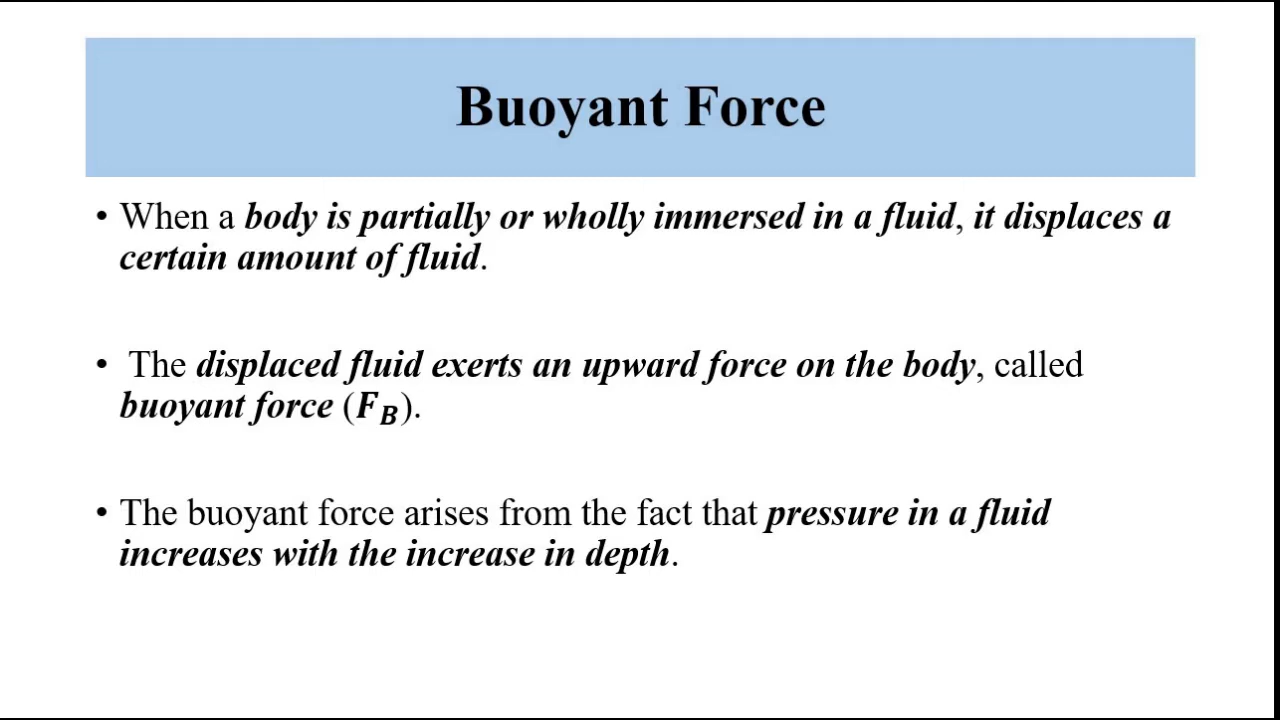 Buoyant Force
• When a body is partially or wholly immersed in a fluid, it displaces a
certain amount of fluid.
• The displaced fluid exerts an upward force on the body, called
buoyant force (F_B).
• The buoyant force arises from the fact that pressure in a fluid
increases with the increase in depth.